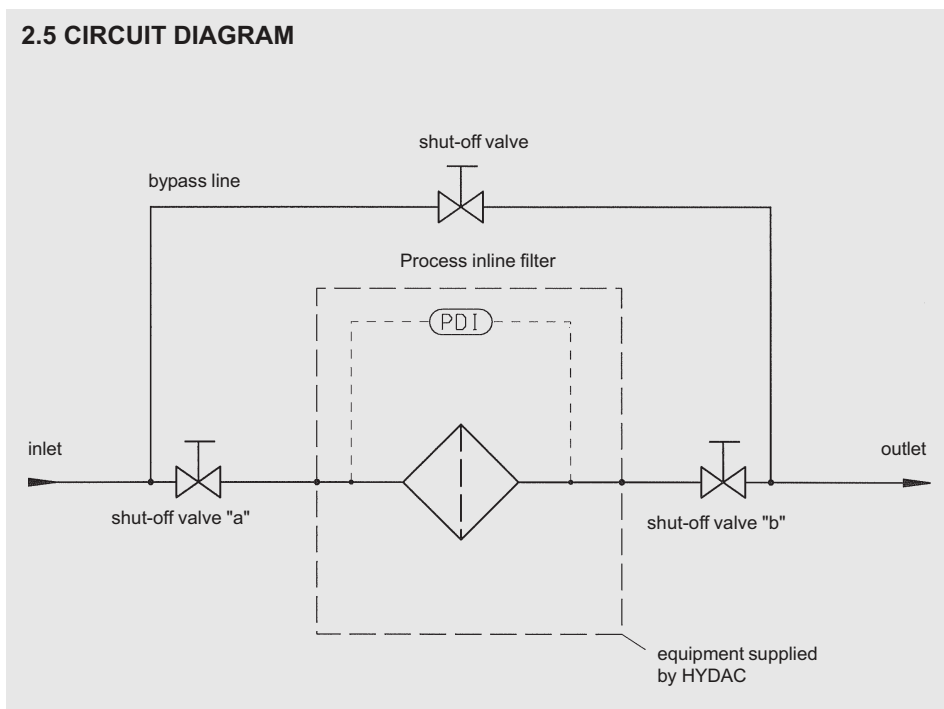 2.5 CIRCUIT DIAGRAM
shut-off valve
bypass line
Process inline filter
PDI
inlet
outlet
shut-off valve "a"
shut-off valve "b"
equipment supplied
by HYDAC